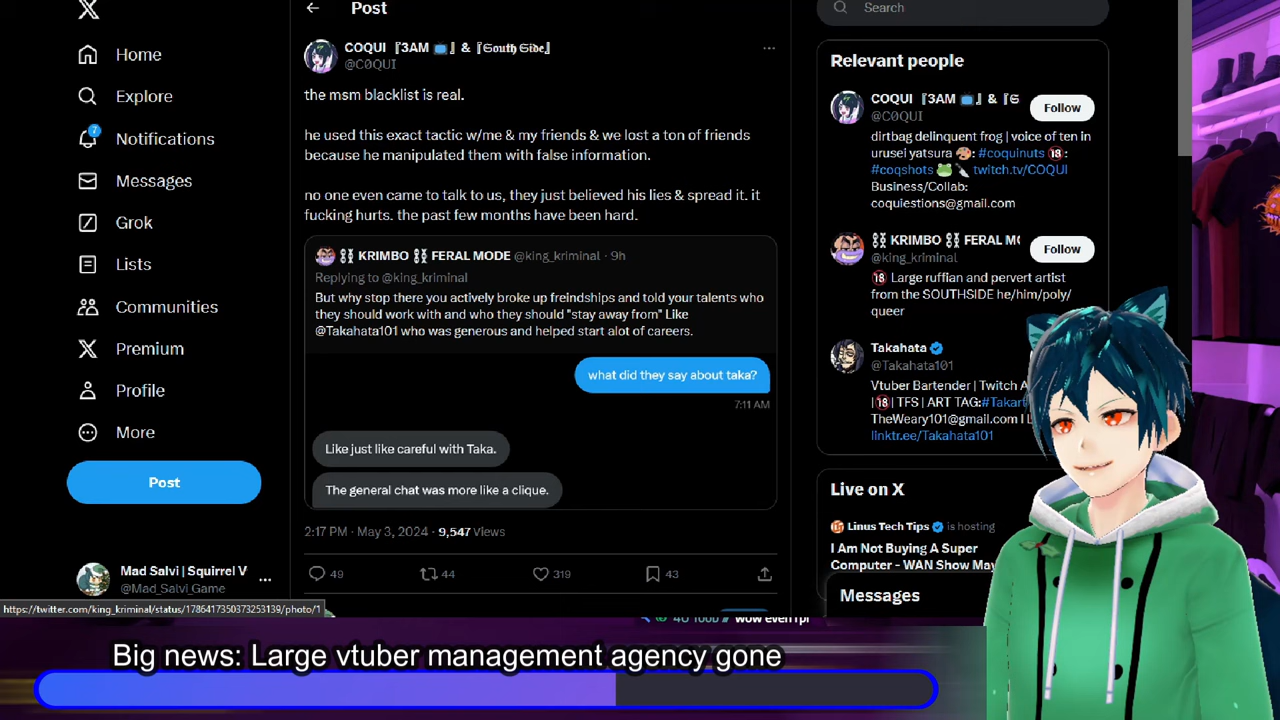 Post
Search
Home
Explore
7
Notifications
Messages
Grok
Lists
Communities
Premium
Profile
More
Post
Mad Salvi | Squirrel V
@Mad_Salvi_Game
https://twitter.com/king_kriminal/status/1786417350373253139/photo/1
COQUI『3AM 📺』&『𝕾𝖔𝖚𝖙𝖍 𝕾𝖎𝖉𝖊』
@C0QUI
the msm blacklist is real.
he used this exact tactic w/me & my friends & we lost a ton of friends
because he manipulated them with false information.
no one even came to talk to us, they just believed his lies & spread it. it
fucking hurts. the past few months have been hard.
⛓️ KRIMBO ⛓️ FERAL MODE @king_kriminal · 9h
Replying to @king_kriminal
But why stop there you actively broke up freindships and told your talents who
they should work with and who they should "stay away from" Like
@Takahata101 who was generous and helped start alot of careers.
what did they say about taka?
7:11 AM
Like just like careful with Taka.
The general chat was more like a clique.
2:17 PM · May 3, 2024 · 9,547 Views
49
44
319
43
Relevant people
COQUI『3AM 📺』&『𝕾
@C0QUI
Follow
dirtbag delinquent frog | voice of ten in
urusei yatsura 🎨: #coquinuts 🔞:
#coqshots 🐸🔪 twitch.tv/COQUI
Business/Collab:
coquiestions@gmail.com
⛓️ KRIMBO ⛓️ FERAL MO
@king_kriminal
Follow
🔞 Large ruffian and pervert artist
from the SOUTHSIDE he/him/poly/
queer
Takahata
@Takahata101
Vtuber Bartender | Twitch A
| 🔞 | TFS | ART TAG:#Takart
TheWeary101@gmail.com I L
linktr.ee/Takahata101
Live on X
Linus Tech Tips is hosting
I Am Not Buying A Super
Computer - WAN Show May
Messages
Big news: Large vtuber management agency gone